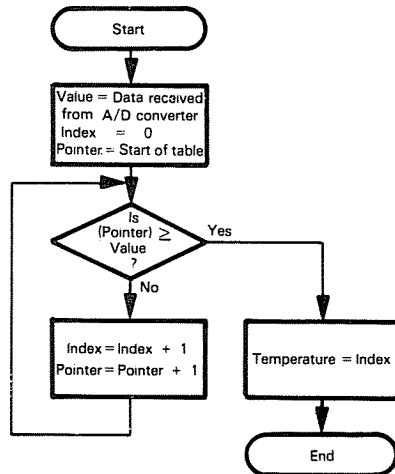 Start
Value = Data received
from A/D converter
Index = 0
Pointer = Start of table
Is
(Pointer) ≥
Value
?
Yes
No
Index = Index + 1
Pointer = Pointer + 1
Temperature = Index
End